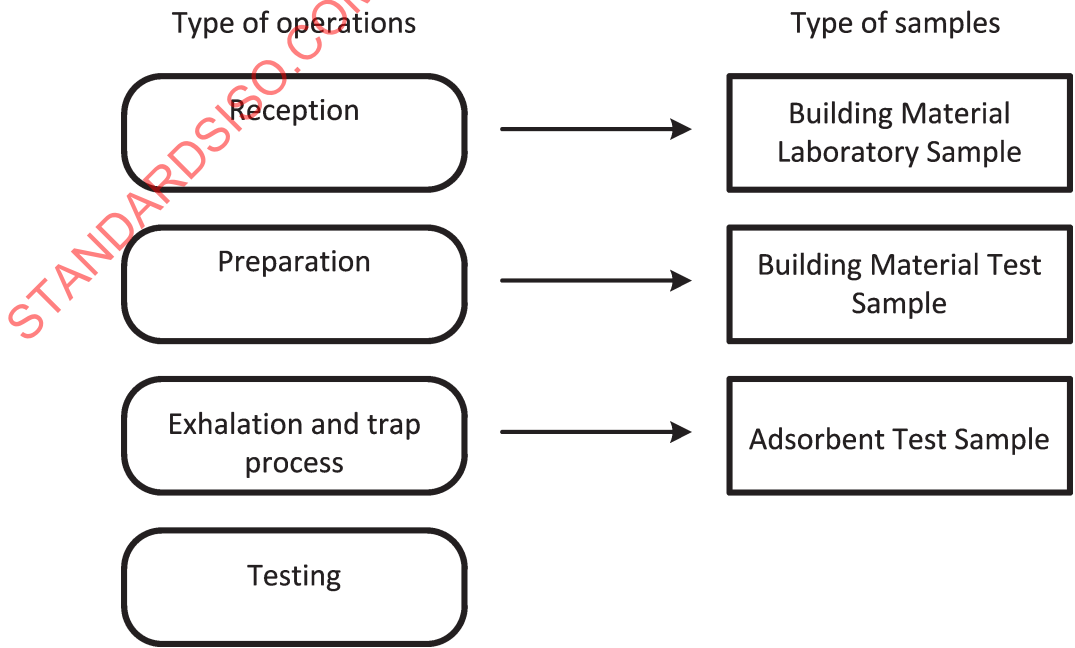 Type of operations
Type of samples
Reception
Building Material
Laboratory Sample
Preparation
Building Material Test
Sample
Exhalation and trap
process
Adsorbent Test Sample
Testing
STANDARDSISO.COM